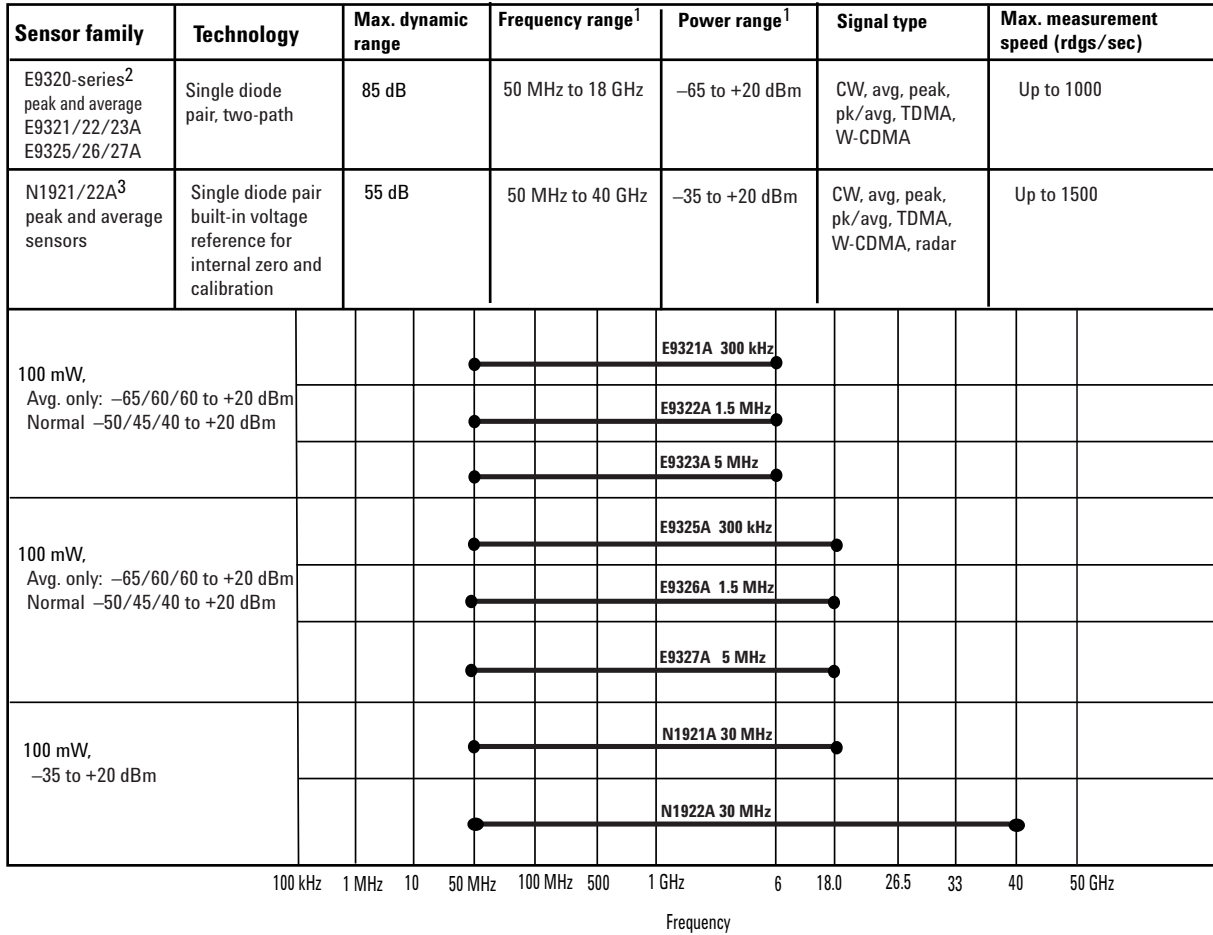 Sensor family
Technology
Max. dynamic
range
Frequency range1
Power range1
Signal type
Max. measurement
speed (rdgs/sec)
E9320-series2
peak and average
E9321/22/23A
E9325/26/27A
Single diode
pair, two-path
85 dB
50 MHz to 18 GHz
–65 to +20 dBm
CW, avg, peak,
pk/avg, TDMA,
W-CDMA
Up to 1000
N1921/22A3
peak and average
sensors
Single diode pair
built-in voltage
reference for
internal zero and
calibration
55 dB
50 MHz to 40 GHz
–35 to +20 dBm
CW, avg, peak,
pk/avg, TDMA,
W-CDMA, radar
Up to 1500
100 mW,
Avg. only: –65/60/60 to +20 dBm
Normal –50/45/40 to +20 dBm
E9321A 300 kHz
E9322A 1.5 MHz
E9323A 5 MHz
100 mW,
Avg. only: –65/60/60 to +20 dBm
Normal –50/45/40 to +20 dBm
E9325A 300 kHz
E9326A 1.5 MHz
E9327A 5 MHz
100 mW,
–35 to +20 dBm
N1921A 30 MHz
N1922A 30 MHz
100 kHz 1 MHz 10 50 MHz 100 MHz 500 1 GHz 6 18.0 26.5 33 40 50 GHz
Frequency